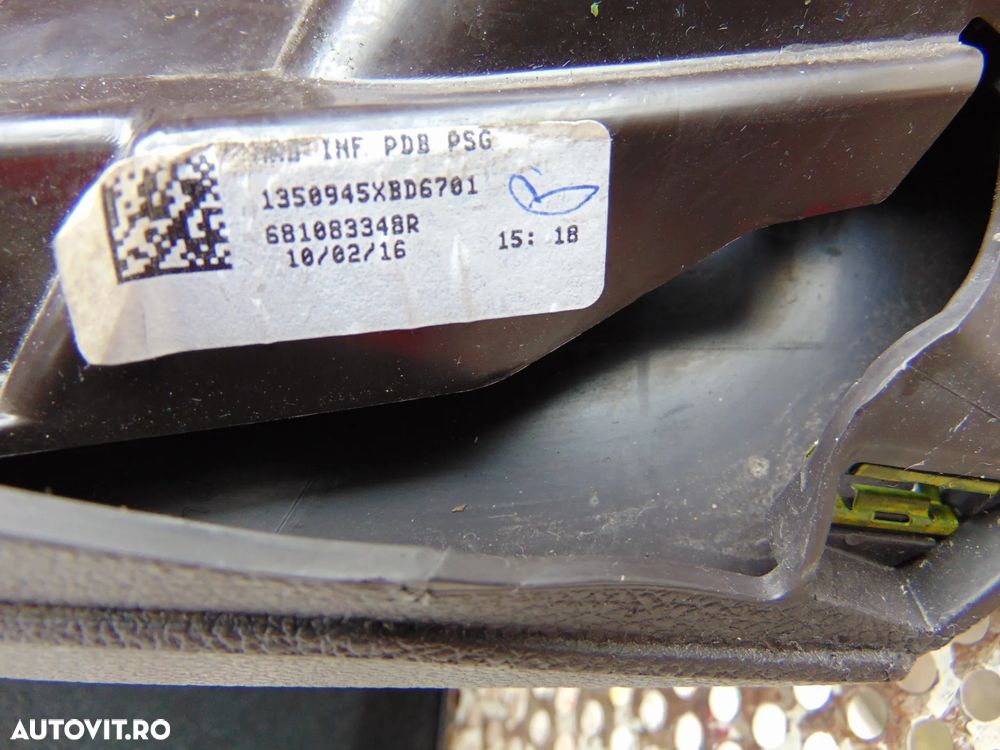 INF PDB PSG
1350945XBD6701
681083348R
10/02/16 15: 18
AUTOVIT.RO